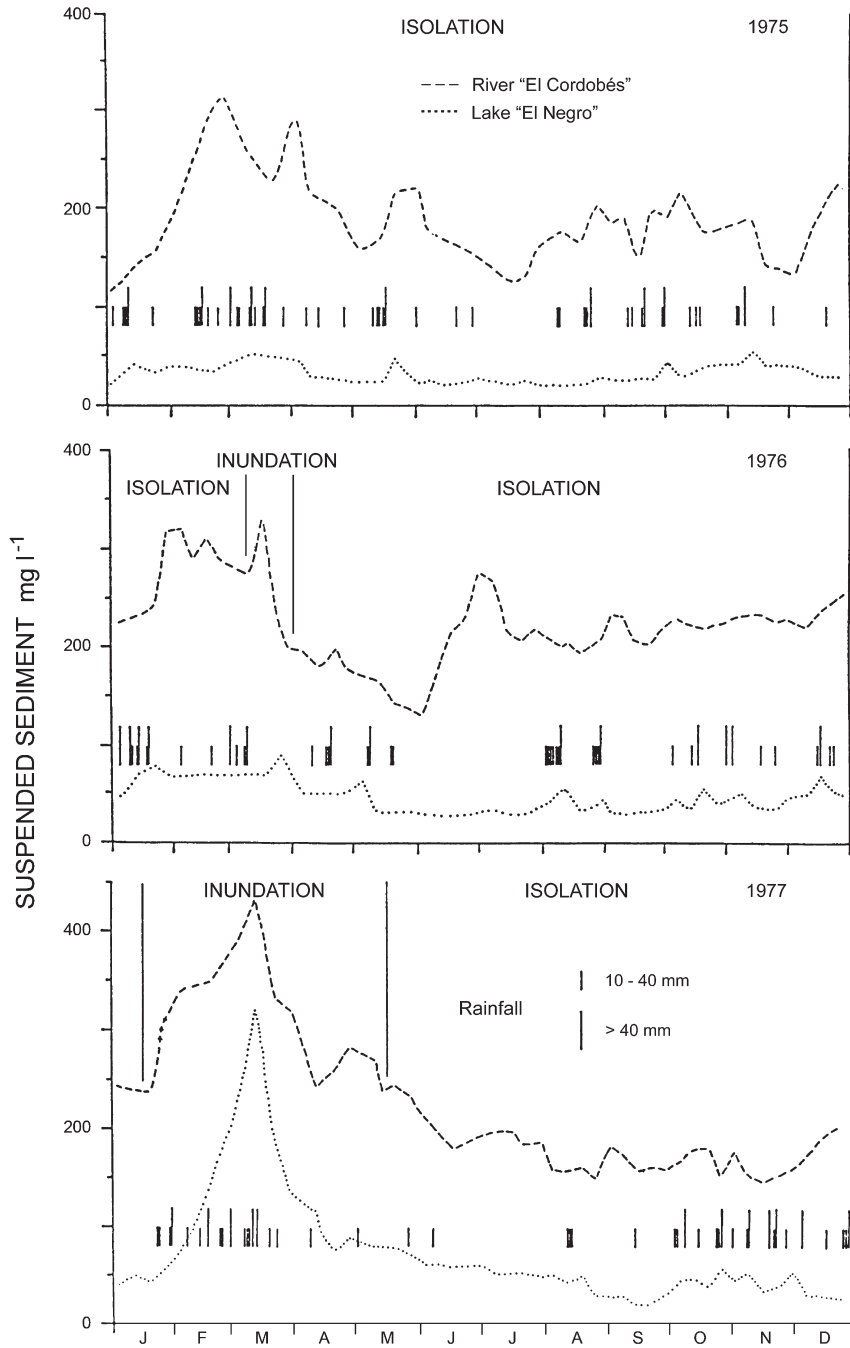 400
ISOLATION 1975
River “El Cordobés”
Lake “El Negro”
200
0
400
INUNDATION 1976
ISOLATION ISOLATION
200
0
SUSPENDED SEDIMENT mg l⁻¹
INUNDATION ISOLATION 1977
400
10 - 40 mm
Rainfall
> 40 mm
200
0
J F M A M J J A S O N D